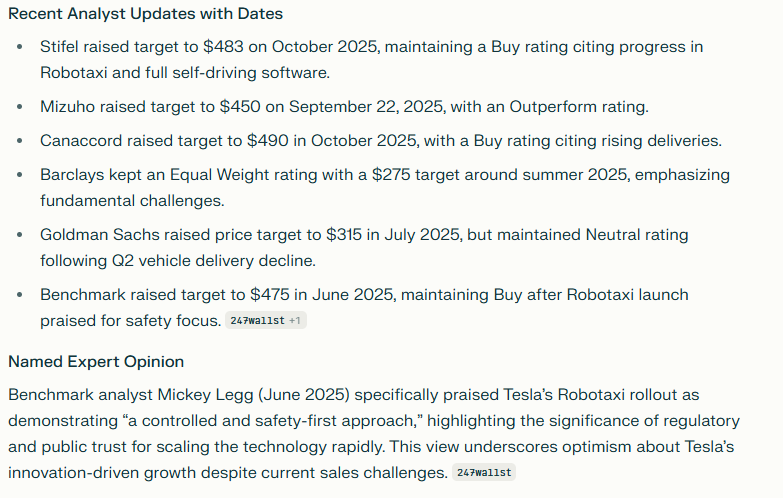 Recent Analyst Updates with Dates
• Stifel raised target to $483 on October 2025, maintaining a Buy rating citing progress in
Robotaxi and full self-driving software.
• Mizuho raised target to $450 on September 22, 2025, with an Outperform rating.
• Canaccord raised target to $490 in October 2025, with a Buy rating citing rising deliveries.
• Barclays kept an Equal Weight rating with a $275 target around summer 2025, emphasizing
fundamental challenges.
• Goldman Sachs raised price target to $315 in July 2025, but maintained Neutral rating
following Q2 vehicle delivery decline.
• Benchmark raised target to $475 in June 2025, maintaining Buy after Robotaxi launch
praised for safety focus. 247wallst +1
Named Expert Opinion
Benchmark analyst Mickey Legg (June 2025) specifically praised Tesla's Robotaxi rollout as
demonstrating “a controlled and safety-first approach,” highlighting the significance of regulatory
and public trust for scaling the technology rapidly. This view underscores optimism about Tesla's
innovation-driven growth despite current sales challenges. 247wallst